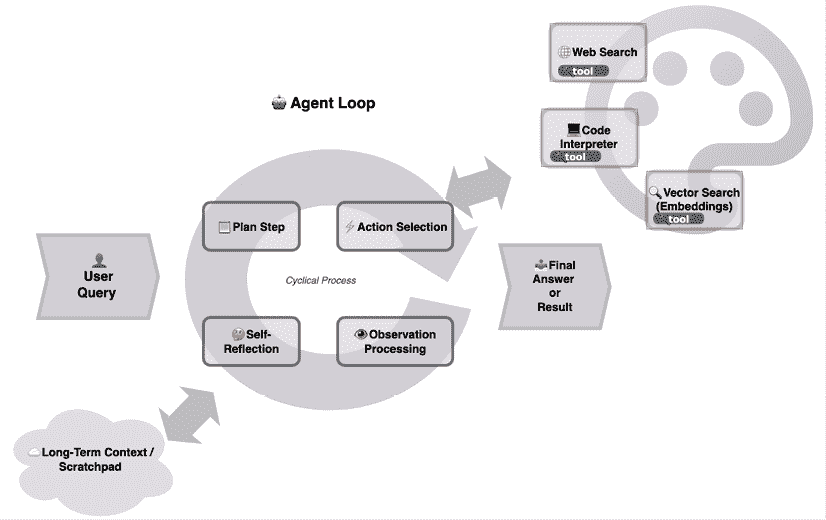 Agent Loop
Web Search
tool
Code
Interpreter
tool
Vector Search
(Embeddings)
tool
Plan Step
Action Selection
Cyclical Process
Self-
Reflection
Observation
Processing
User
Query
Final
Answer
or
Result
Long-Term Context /
Scratchpad